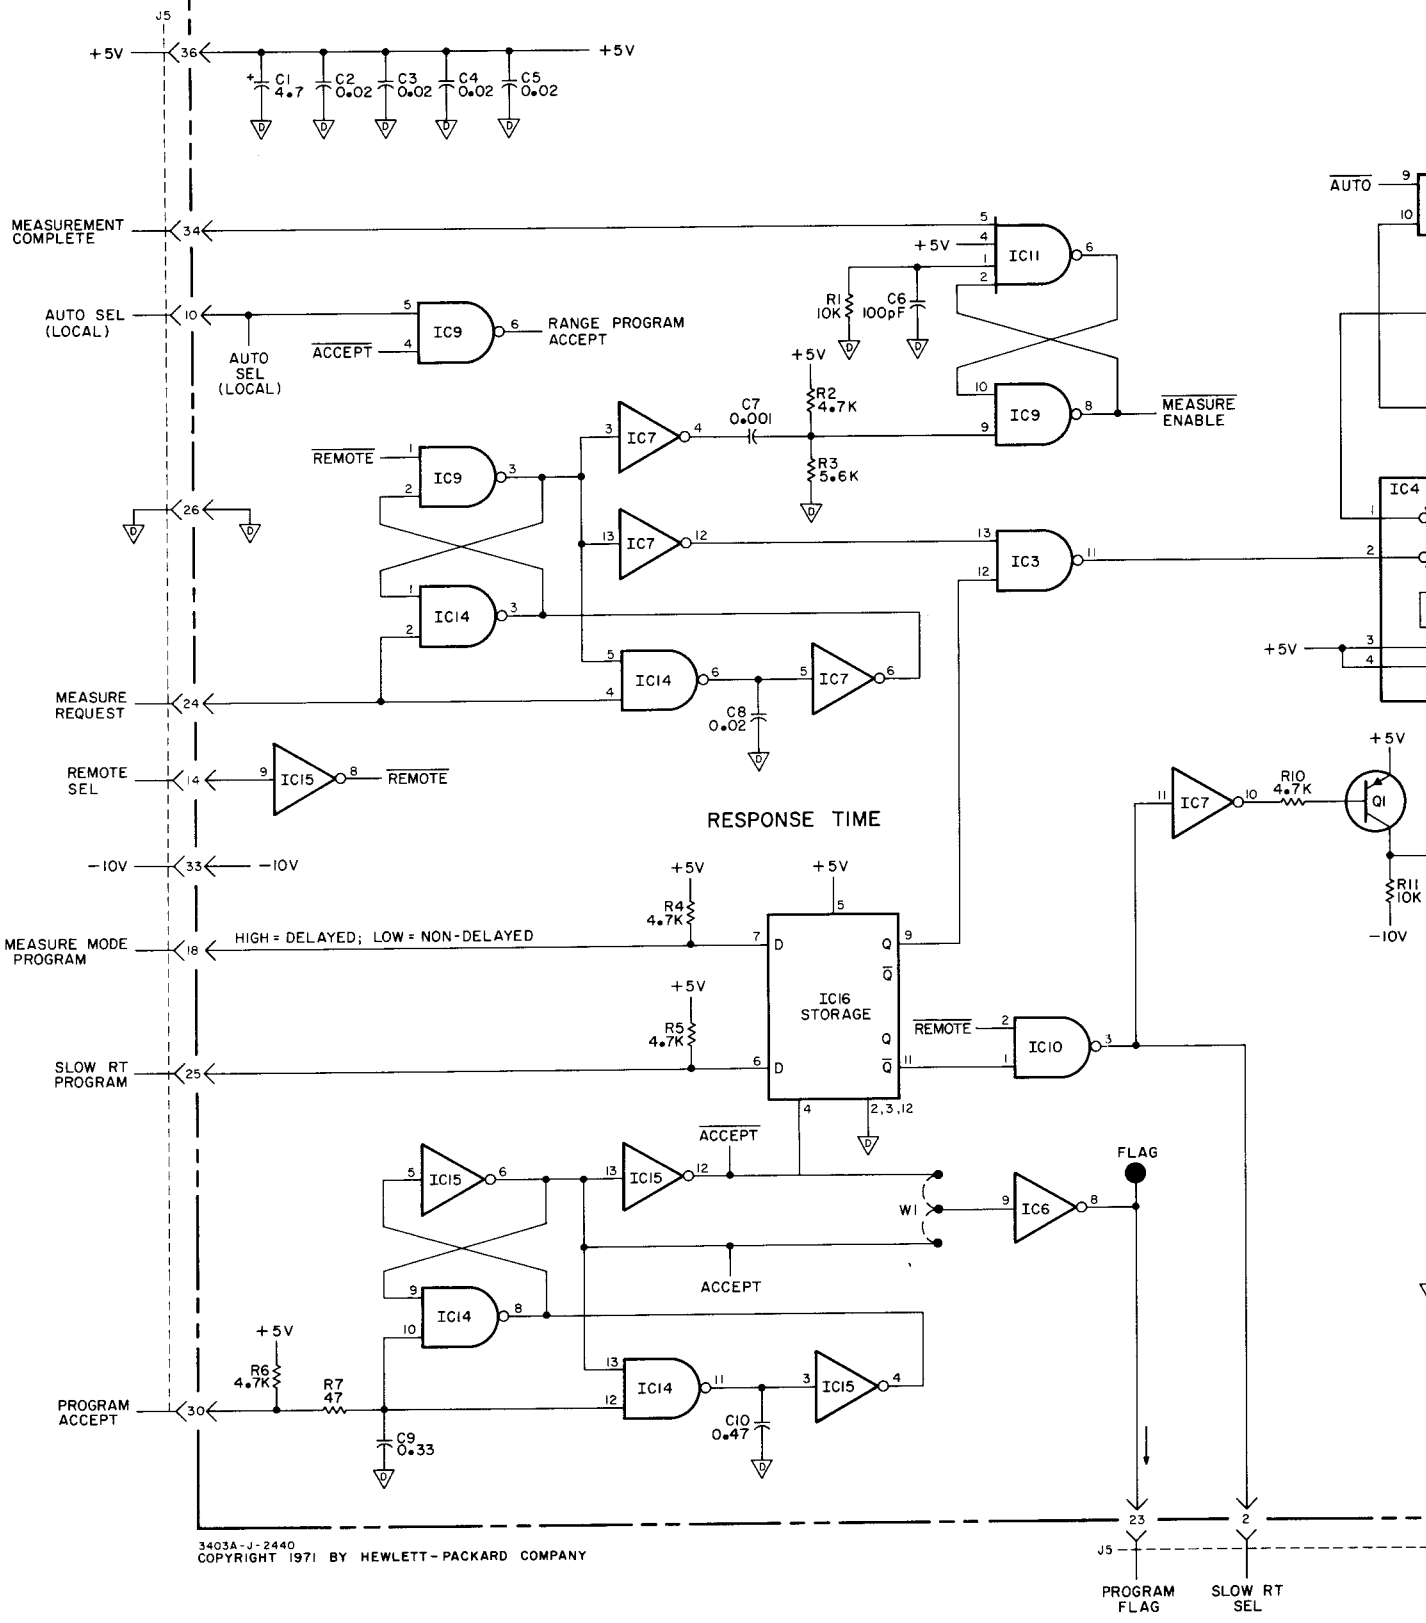 J5
+5V
36
+5V
+
C1
4.7
C2
0.02
C3
0.02
C4
0.02
C5
0.02
D
D
D
D
D
MEASUREMENT
COMPLETE
34
5
+5V
4
1
2
IC11
6
AUTO
9
10
AUTO SEL
(LOCAL)
10
AUTO
SEL
(LOCAL)
5
ACCEPT
4
IC9
6
RANGE PROGRAM
ACCEPT
R1
10K
C6
100pF
D
D
+5V
R2
4.7K
C7
0.001
R3
5.6K
D
10
9
IC9
8
MEASURE
ENABLE
REMOTE
1
2
IC9
3
3
IC7
4
26
D
D
13
IC7
12
13
12
IC3
11
IC4
1
2
+5V
3
4
1
2
IC14
3
5
4
IC14
6
5
IC7
6
C8
0.02
D
MEASURE
REQUEST
24
REMOTE
SEL
14
9
IC15
8
REMOTE
RESPONSE TIME
11
IC7
10
R10
4.7K
+5V
Q1
R11
10K
-10V
-10V
33
-10V
MEASURE MODE
PROGRAM
18
HIGH = DELAYED; LOW = NON-DELAYED
+5V
R4
4.7K
+5V
5
7
D
Q
9
Q
IC16
STORAGE
+5V
R5
4.7K
Q
6
D
Q
11
4
2,3,12
D
REMOTE
2
1
IC10
3
SLOW RT
PROGRAM
25
ACCEPT
5
IC15
6
13
IC15
12
W1
9
IC6
8
FLAG
ACCEPT
9
10
IC14
8
+5V
R6
4.7K
R7
47
PROGRAM
ACCEPT
30
C9
0.33
D
13
12
IC14
11
3
IC15
4
C10
0.47
D
23
2
3403A-J-2440
COPYRIGHT 1971 BY HEWLETT-PACKARD COMPANY
J5
PROGRAM
FLAG
SLOW RT
SEL